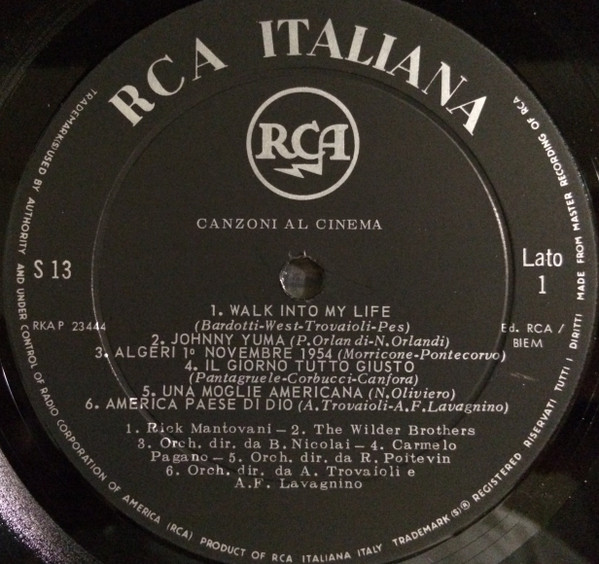 RCA ITALIANA
RCA
CANZONI AL CINEMA
S 13
Lato
1
RKAP 23444
Ed. RCA /
BIEM
1. WALK INTO MY LIFE
(Bardotti-West-Trovaioli-Pes)
2. JOHNNY YUMA (P. Orlandi-N. Orlandi)
3. ALGERI 1º NOVEMBRE 1954 (Morricone-Pontecorvo)
4. IL GIORNO TUTTO GIUSTO
(Pantagruele-Corbucci-Canfora)
5. UNA MOGLIE AMERICANA (N. Oliviero)
6. AMERICA PAESE DI DIO (A. Trovaioli-A.F. Lavagnino)
1. Rick Mantovani – 2. The Wilder Brothers
3. Orch. dir. da B. Nicolai – 4. Carmelo
Pagano – 5. Orch. dir. da R. Poitevin
6. Orch. dir. da A. Trovaioli e
A.F. Lavagnino
TRADEMARK(S) USED BY AUTHORITY AND UNDER CONTROL OF RADIO CORPORATION OF AMERICA (RCA) PRODUCT OF RCA ITALIANA ITALY TRADEMARK(S)® REGISTERED RISERVATI TUTTI I DIRITTI MADE FROM MASTER RECORDING OF RCA